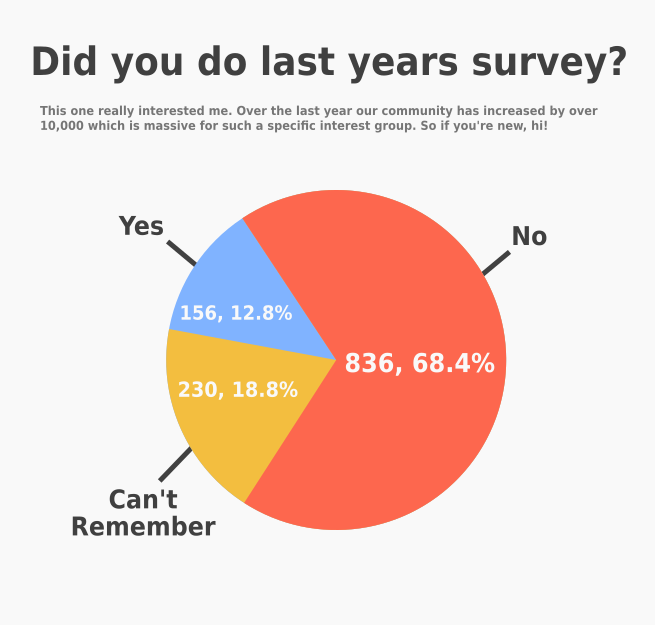 Did you do last years survey?
This one really interested me. Over the last year our community has increased by over
10,000 which is massive for such a specific interest group. So if you're new, hi!
Yes
No
156, 12.8%
836, 68.4%
230, 18.8%
Can't
Remember